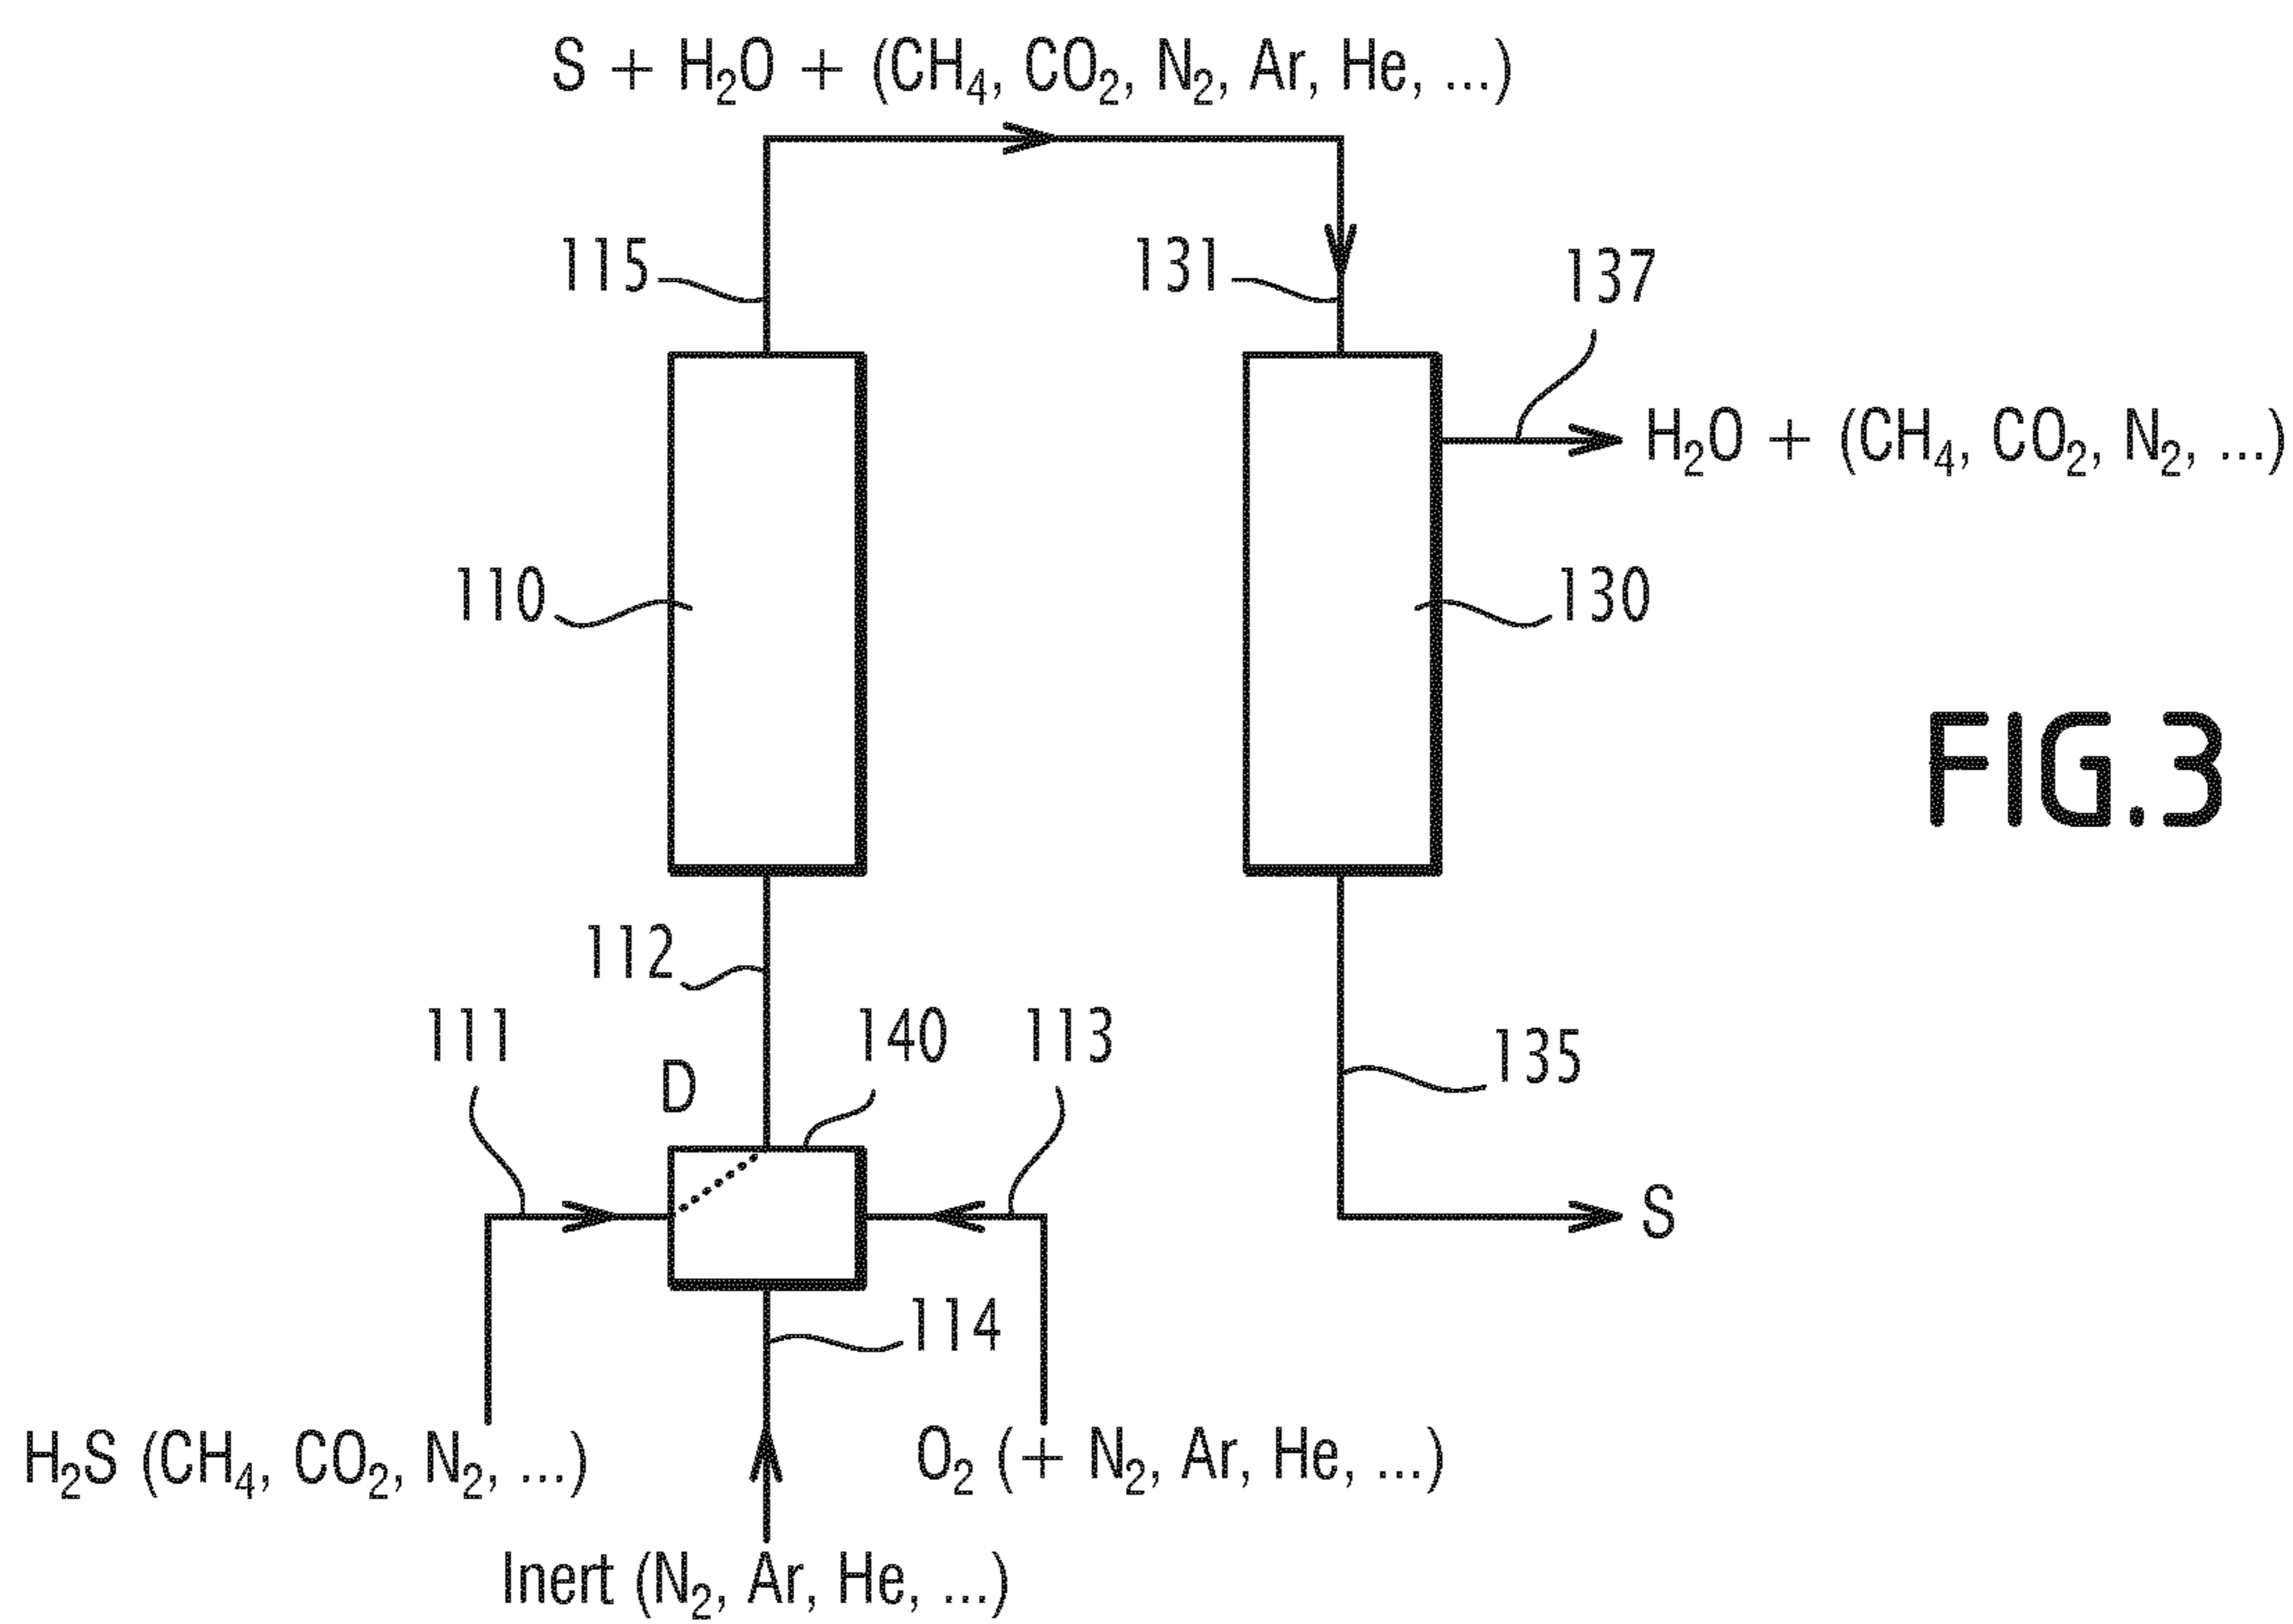 S + H₂O + (CH₄, CO₂, N₂, Ar, He, ...)
115
131
137
H₂O + (CH₄, CO₂, N₂, ...)
110
130
FIG.3
112
111
140
113
D
135
S
114
H₂S (CH₄, CO₂, N₂, ...)
O₂ (+ N₂, Ar, He, ...)
Inert (N₂, Ar, He, ...)